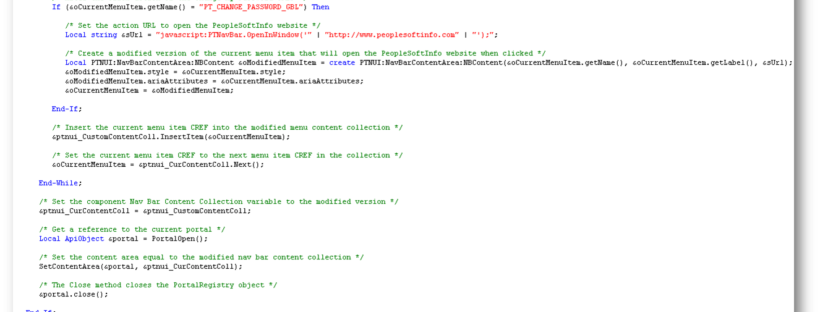 If (&oCurrentMenuItem.getName() = "PT_CHANGE_PASSWORD_GBL") Then
/* Set the action URL to open the PeopleSoftInfo website */
Local string &sUrl = "javascript:PTNavBar.OpenInWindow('" | "http://www.peoplesoftinfo.com" | "');";
/* Create a modified version of the current menu item that will open the PeopleSoftInfo website when clicked */
Local PTNUI:NavBarContentArea:NBContent &oModifiedMenuItem = create PTNUI:NavBarContentArea:NBContent(&oCurrentMenuItem.getName(), &oCurrentMenuItem.getLabel(), &sUrl);
&oModifiedMenuItem.style = &oCurrentMenuItem.style;
&oModifiedMenuItem.ariaAttributes = &oCurrentMenuItem.ariaAttributes;
&oCurrentMenuItem = &oModifiedMenuItem;
End-If;
/* Insert the current menu item CREF into the modified menu content collection */
&ptnui_CustomContentColl.InsertItem(&oCurrentMenuItem);
/* Set the current menu item CREF to the next menu item CREF in the collection */
&oCurrentMenuItem = &ptnui_CurContentColl.Next();
End-While;
/* Set the component Nav Bar Content Collection variable to the modified version */
&ptnui_CurContentColl = &ptnui_CustomContentColl;
/* Get a reference to the current portal */
Local ApiObject &portal = PortalOpen();
/* Set the content area equal to the modified nav bar content collection */
SetContentArea(&portal, &ptnui_CurContentColl);
/* The Close method closes the PortalRegistry object */
&portal.close();
End-If;